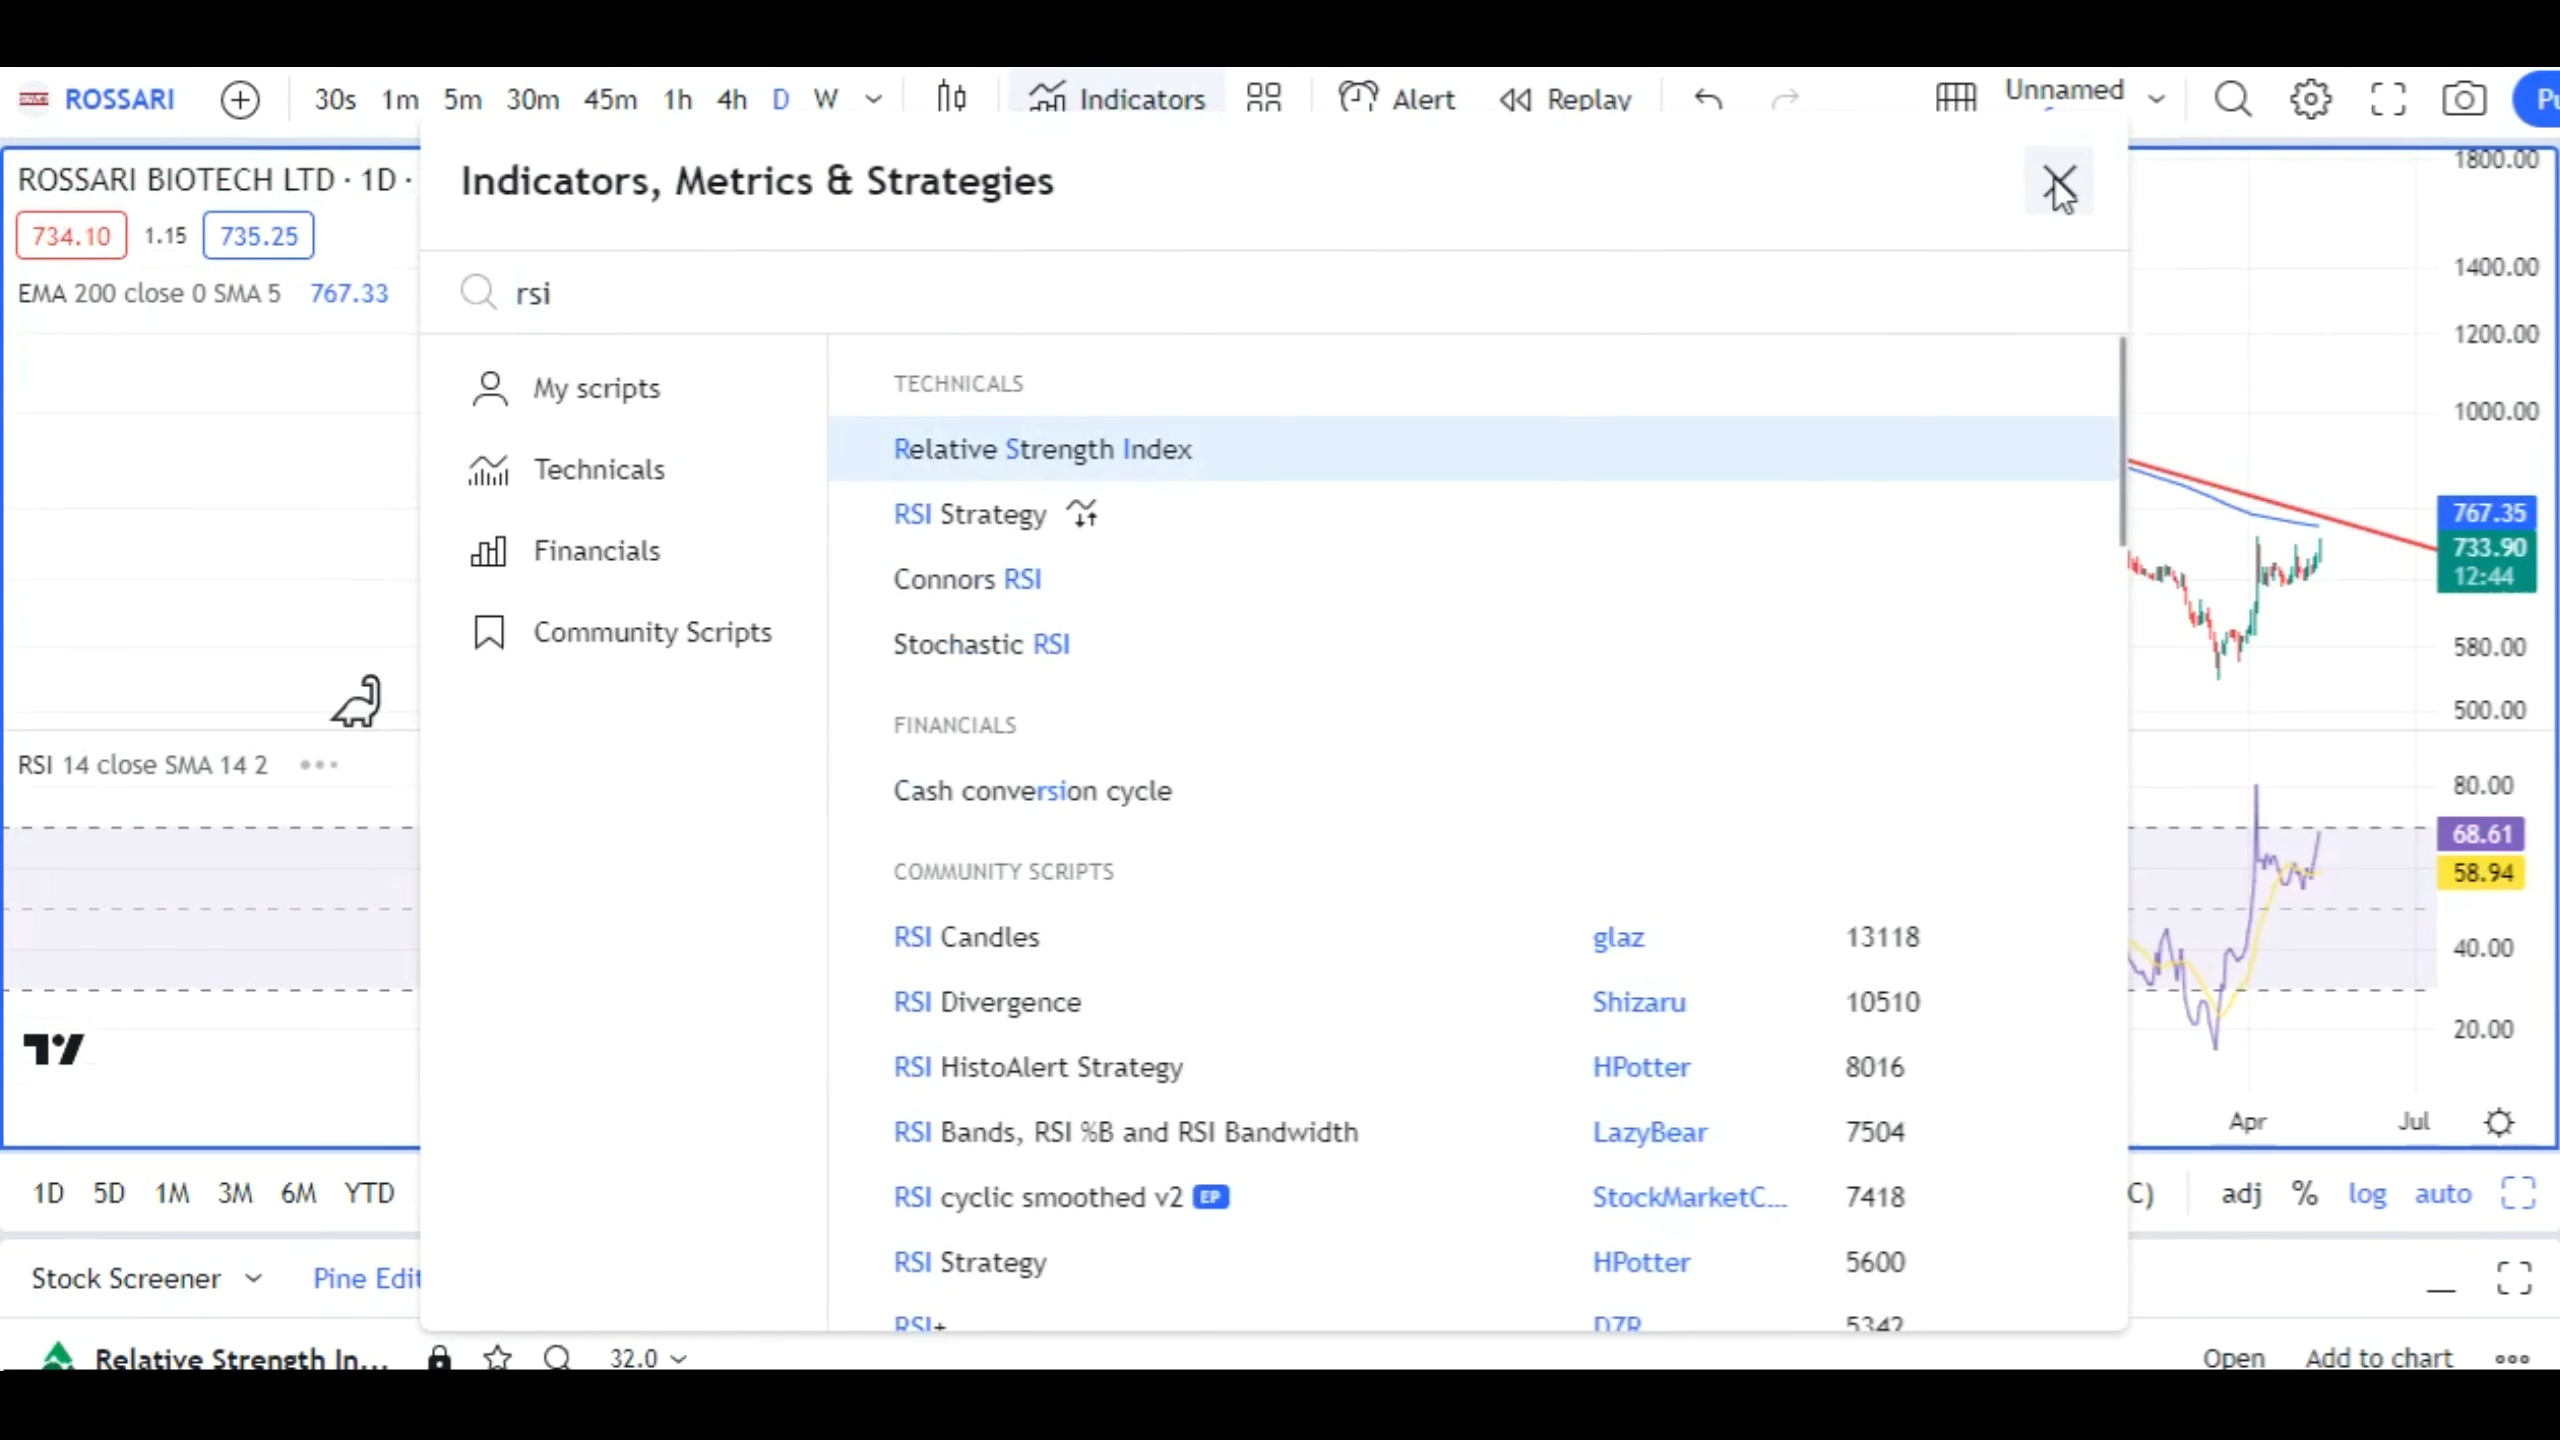 ROSSARI 30s 1m 5m 30m 45m 1h 4h D W Indicators Alert Replay Unnamed
ROSSARI BIOTECH LTD · 1D ·
734.10 1.15 735.25
EMA 200 close 0 SMA 5 767.33
RSI 14 close SMA 14 2
Indicators, Metrics & Strategies
rsi
My scripts
Technicals
Financials
Community Scripts
TECHNICALS
Relative Strength Index
RSI Strategy
Connors RSI
Stochastic RSI
FINANCIALS
Cash conversion cycle
COMMUNITY SCRIPTS
RSI Candles glaz 13118
RSI Divergence Shizaru 10510
RSI HistoAlert Strategy HPotter 8016
RSI Bands, RSI %B and RSI Bandwidth LazyBear 7504
RSI cyclic smoothed v2 EP StockMarketC... 7418
RSI Strategy HPotter 5600
RSI+ 5342
1800.00
1400.00
1200.00
1000.00
767.35
733.90
12:44
580.00
500.00
80.00
68.61
58.94
40.00
20.00
Apr Jul
1D 5D 1M 3M 6M YTD C) adj % log auto
Stock Screener Pine Edit
Relative Strength In... 32.0 Open Add to chart